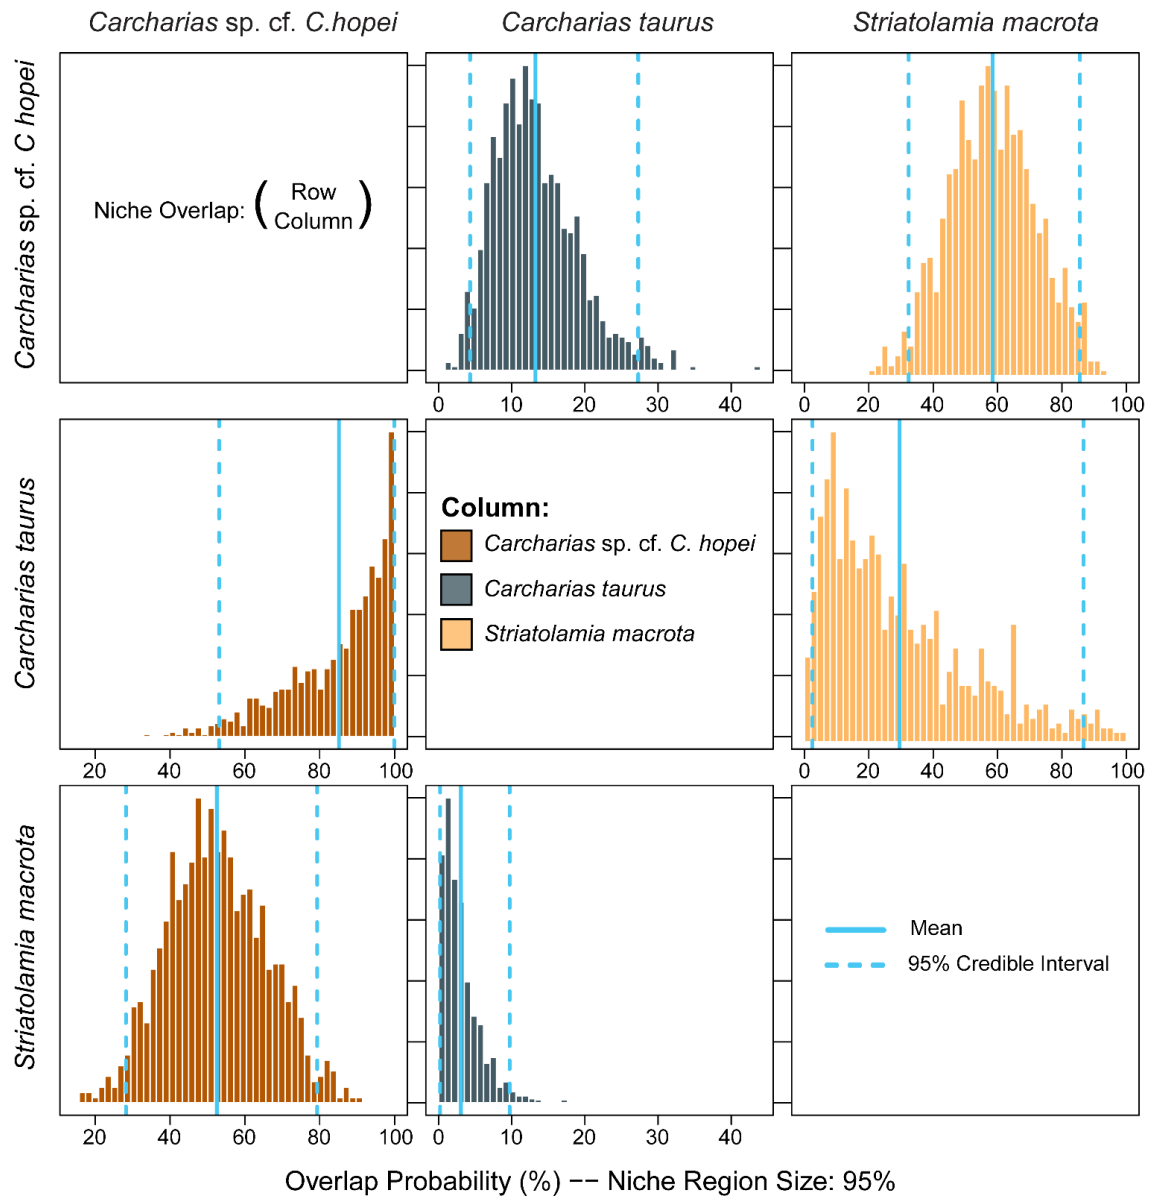 Carcharias sp. cf. C.hopei
Carcharias taurus
Striatolamia macrota
Carcharias sp. cf. C hopei
Niche Overlap: ( Row
Column )
0 10 20 30 40
0 20 40 60 80 100
Carcharias taurus
Column:
Carcharias sp. cf. C. hopei
Carcharias taurus
Striatolamia macrota
20 40 60 80 100
0 20 40 60 80 100
Striatolamia macrota
Mean
95% Credible Interval
20 40 60 80 100
0 10 20 30 40
Overlap Probability (%) −− Niche Region Size: 95%